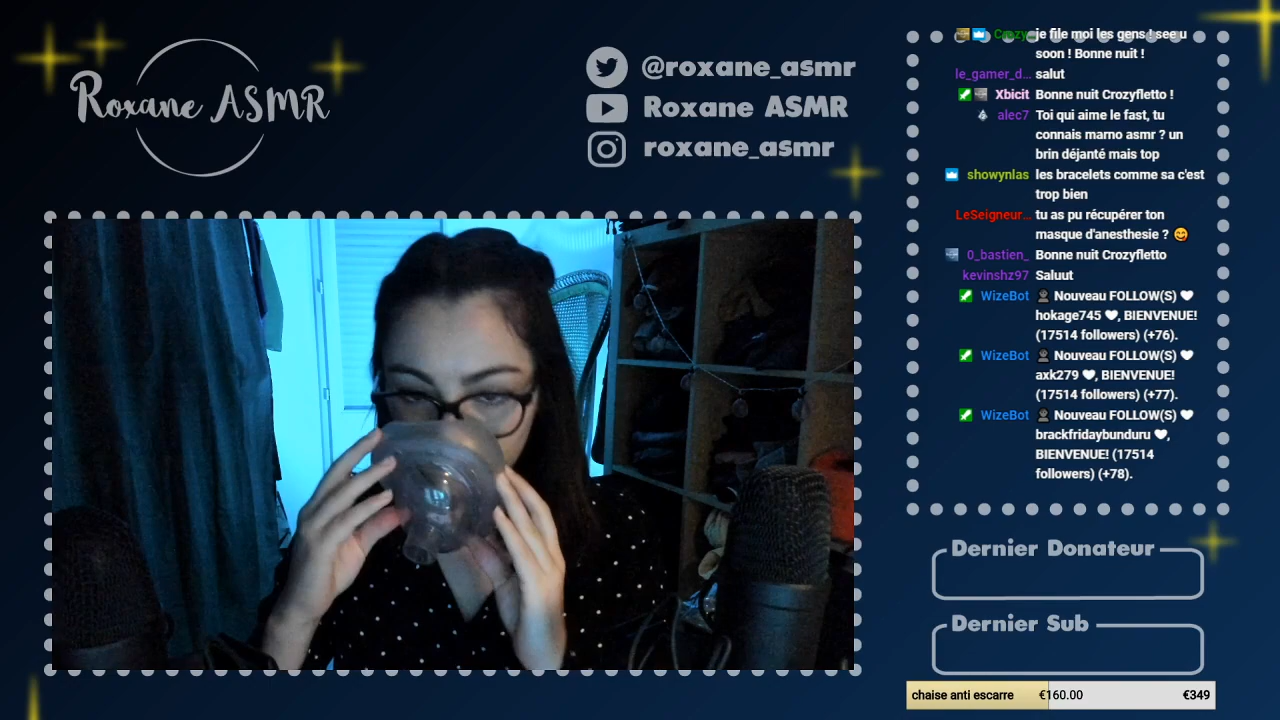 Roxane ASMR
@roxane_asmr
Roxane ASMR
roxane_asmr
Crozy je file moi les gens ! see u
soon ! Bonne nuit !
le_gamer_d... salut
Xbicit Bonne nuit Crozyfletto !
alec7 Toi qui aime le fast, tu
connais marno asmr ? un
brin déjanté mais top
showynlas les bracelets comme sa c'est
trop bien
LeSeigneur... tu as pu récupérer ton
masque d'anesthesie ? 😋
0_bastien_ Bonne nuit Crozyfletto
kevinshz97 Saluut
WizeBot Nouveau FOLLOW(S)
hokage745, BIENVENUE!
(17514 followers) (+76).
WizeBot Nouveau FOLLOW(S)
axk279, BIENVENUE!
(17514 followers) (+77).
WizeBot Nouveau FOLLOW(S)
brackfridaybunduru,
BIENVENUE! (17514
followers) (+78).
Dernier Donateur
Dernier Sub
chaise anti escarre €160.00 €349